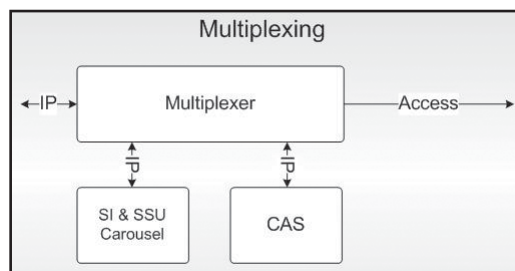 Multiplexing
IP
Multiplexer
Access
IP
IP
SI & SSU
Carousel
CAS